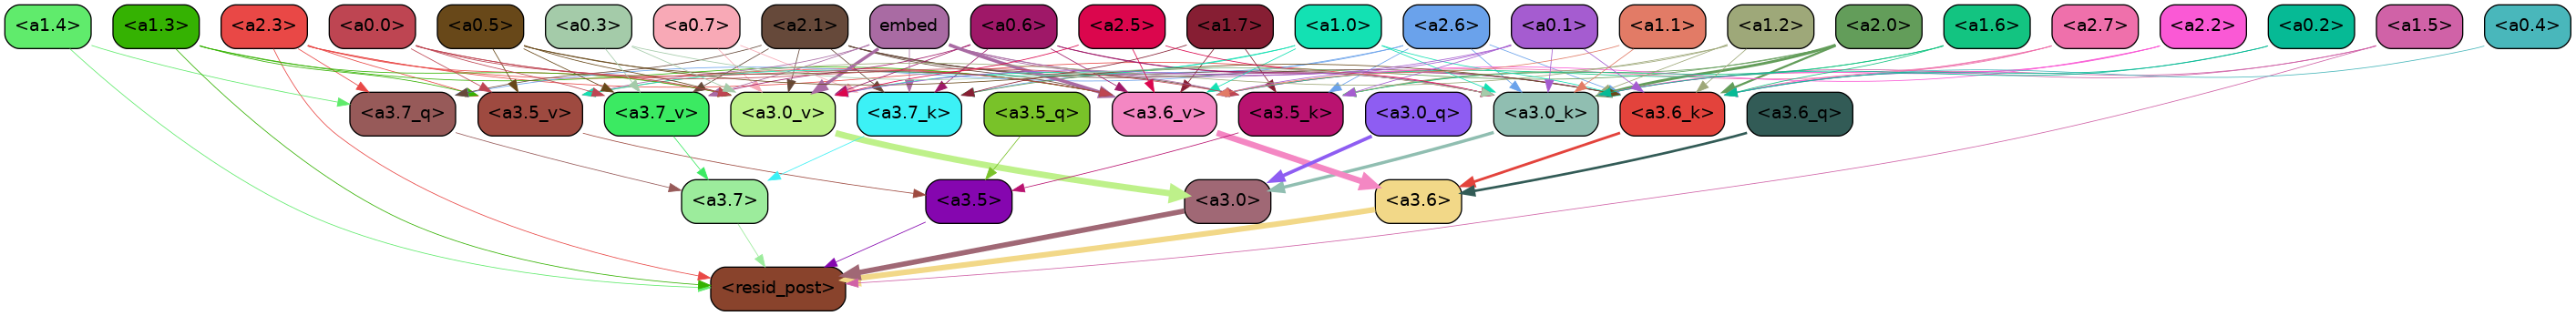 <a1.4> <a1.3> <a2.3> <a0.0> <a0.5> <a0.3> <a0.7> <a2.1> embed <a0.6> <a2.5> <a1.7> <a1.0> <a2.6> <a0.1> <a1.1> <a1.2> <a2.0> <a1.6> <a2.7> <a2.2> <a0.2> <a1.5> <a0.4>
<a3.7_q> <a3.5_v> <a3.7_v> <a3.0_v> <a3.7_k> <a3.5_q> <a3.6_v> <a3.5_k> <a3.0_q> <a3.0_k> <a3.6_k> <a3.6_q>
<a3.7> <a3.5> <a3.0> <a3.6>
<resid_post>